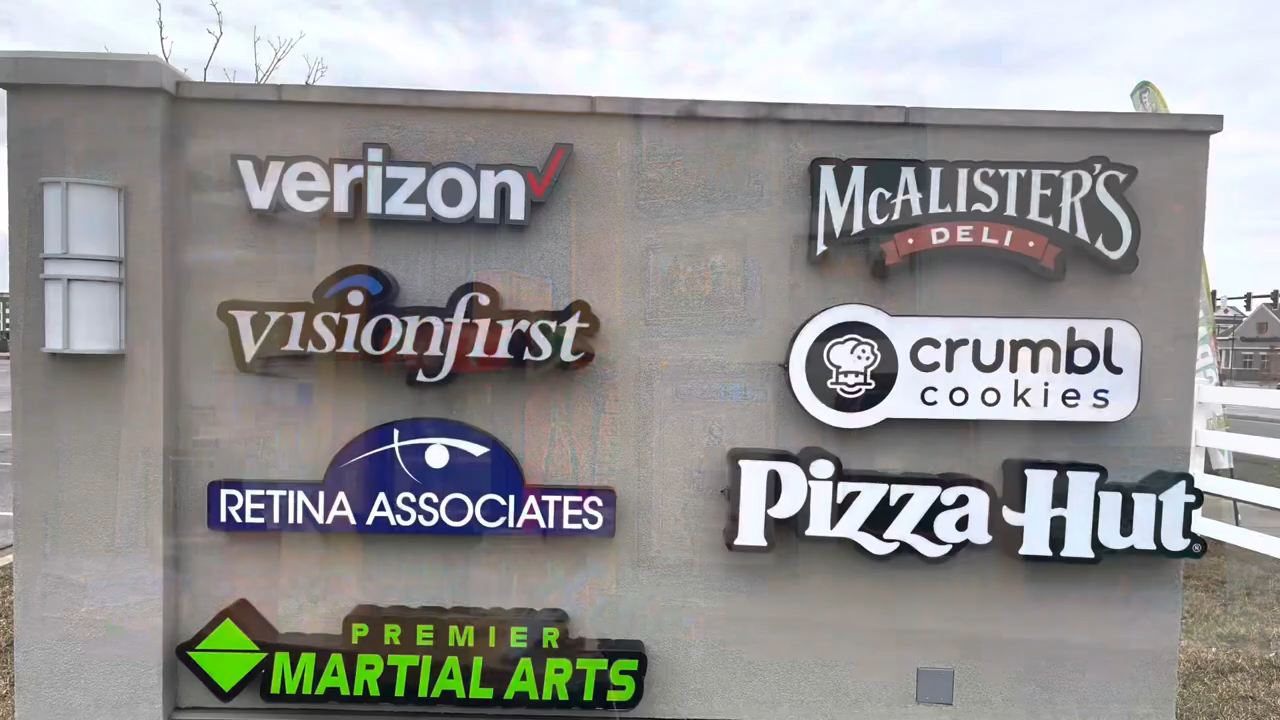 verizon
visionfirst
RETINA ASSOCIATES
PREMIER
MARTIAL ARTS
McALISTER'S
DELI
crumbl
cookies
Pizza Hut®